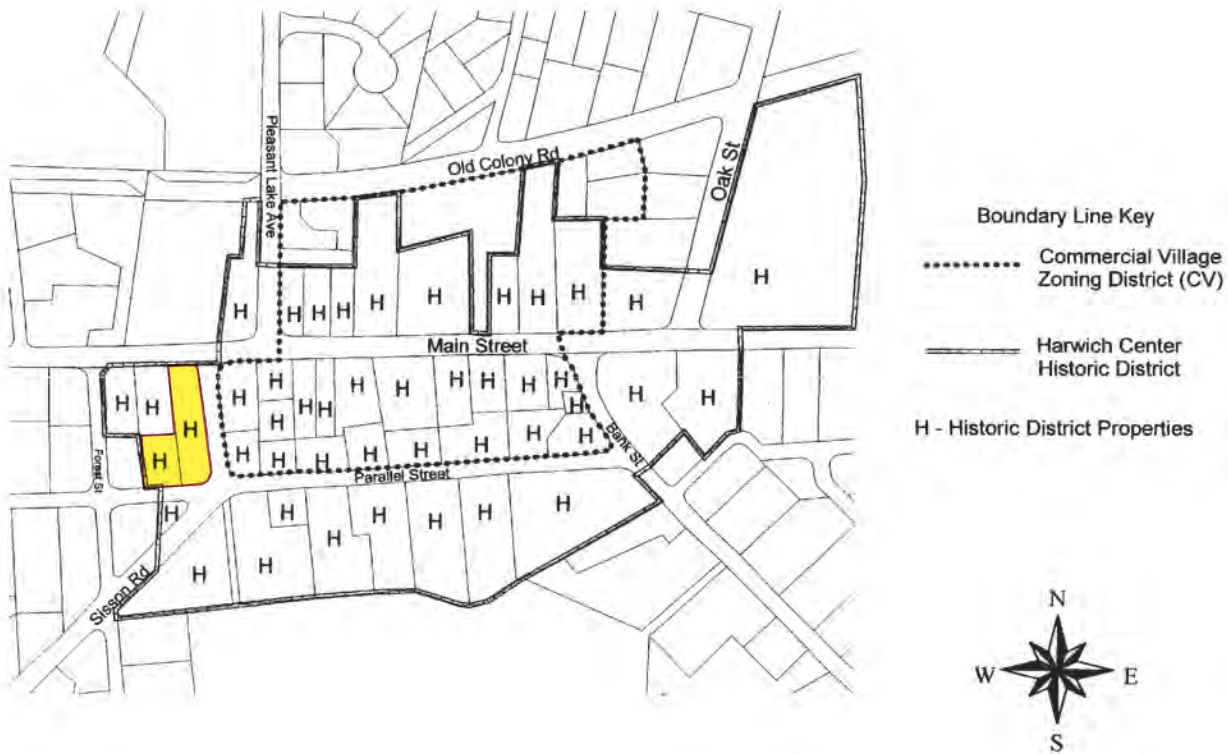 Pleasant Lake Ave
Old Colony Rd
Oak St
H
H H H H H
H H H H
H
Main Street
H H H
H
H H H H H H H H H H H H
H H
H H H H H H H H
Bank St
Parallel Street
Forest St
H H H H H H
H H H
Sisson Rd
Boundary Line Key
Commercial Village
Zoning District (CV)
Harwich Center
Historic District
H - Historic District Properties
N
W E
S